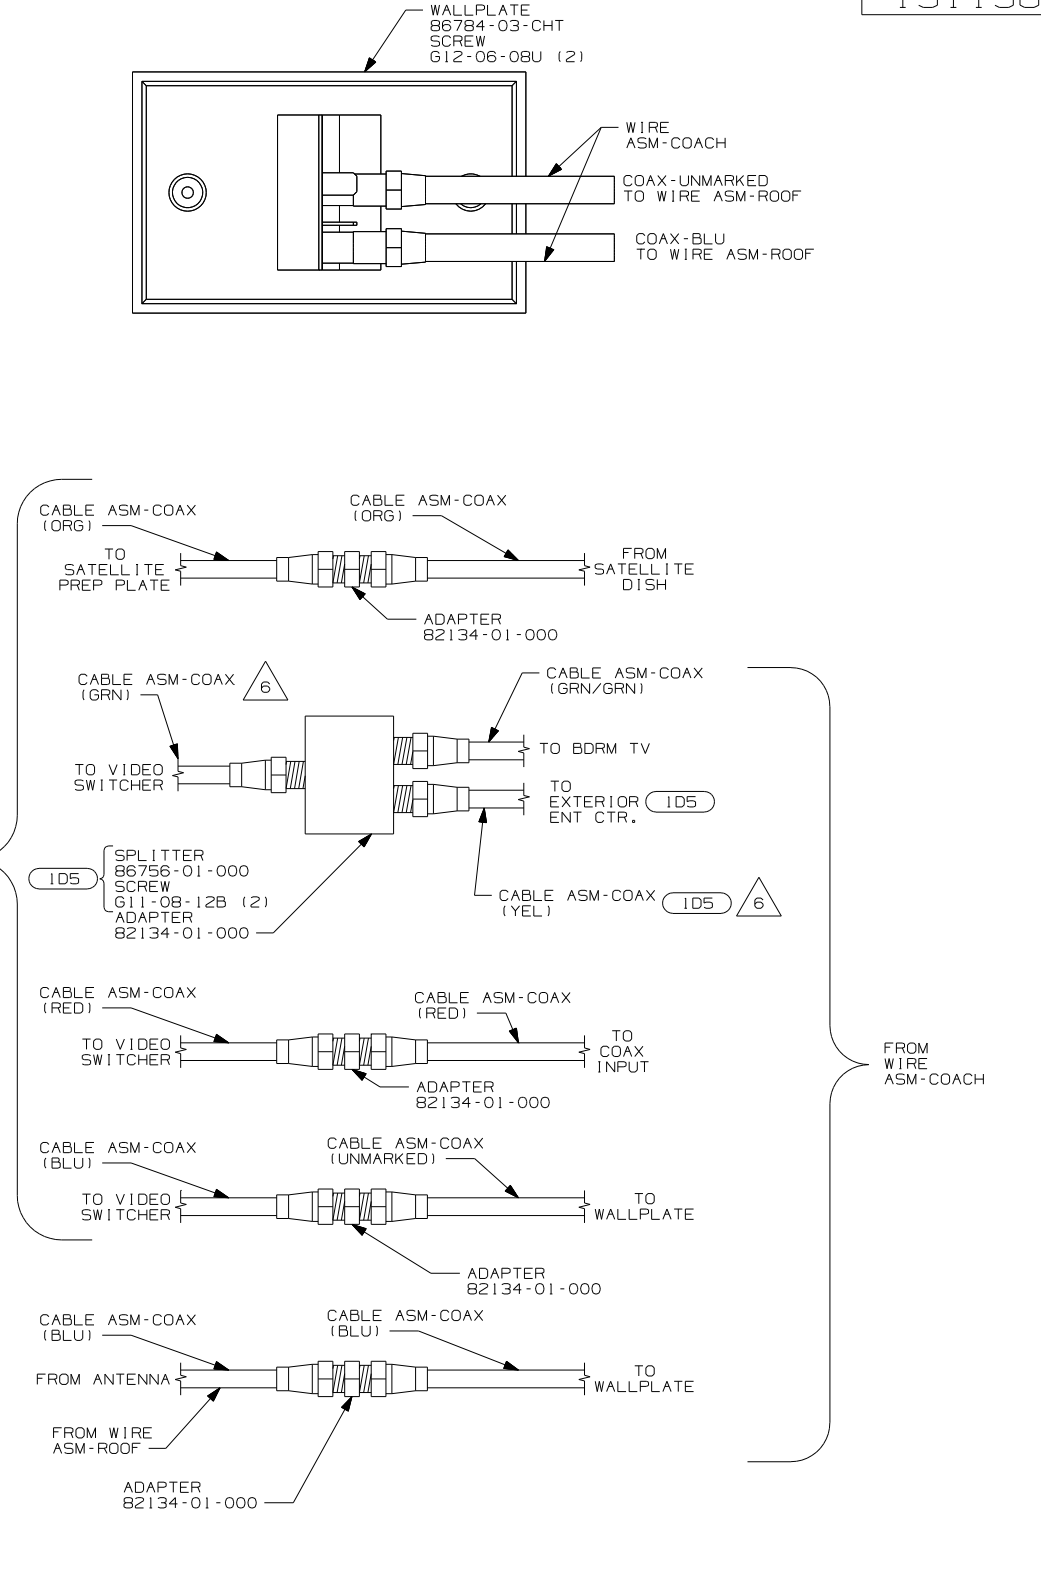 WALLPLATE
86784-03-CHT
SCREW
G12-06-08U (2)
WIRE
ASM-COACH
COAX-UNMARKED
TO WIRE ASM-ROOF
COAX-BLU
TO WIRE ASM-ROOF
CABLE ASM-COAX
(ORG)
CABLE ASM-COAX
(ORG)
TO
SATELLITE
PREP PLATE
FROM
SATELLITE
DISH
ADAPTER
82134-01-000
CABLE ASM-COAX
(GRN)
6
CABLE ASM-COAX
(GRN/GRN)
TO VIDEO
SWITCHER
TO BDRM TV
TO
EXTERIOR
ENT CTR.
1D5
1D5
SPLITTER
86756-01-000
SCREW
G11-08-12B (2)
ADAPTER
82134-01-000
CABLE ASM-COAX
(YEL)
1D5
6
CABLE ASM-COAX
(RED)
CABLE ASM-COAX
(RED)
TO VIDEO
SWITCHER
TO
COAX
INPUT
ADAPTER
82134-01-000
FROM
WIRE
ASM-COACH
CABLE ASM-COAX
(BLU)
CABLE ASM-COAX
(UNMARKED)
TO VIDEO
SWITCHER
TO
WALLPLATE
ADAPTER
82134-01-000
CABLE ASM-COAX
(BLU)
CABLE ASM-COAX
(BLU)
FROM ANTENNA
TO
WALLPLATE
FROM WIRE
ASM-ROOF
ADAPTER
82134-01-000